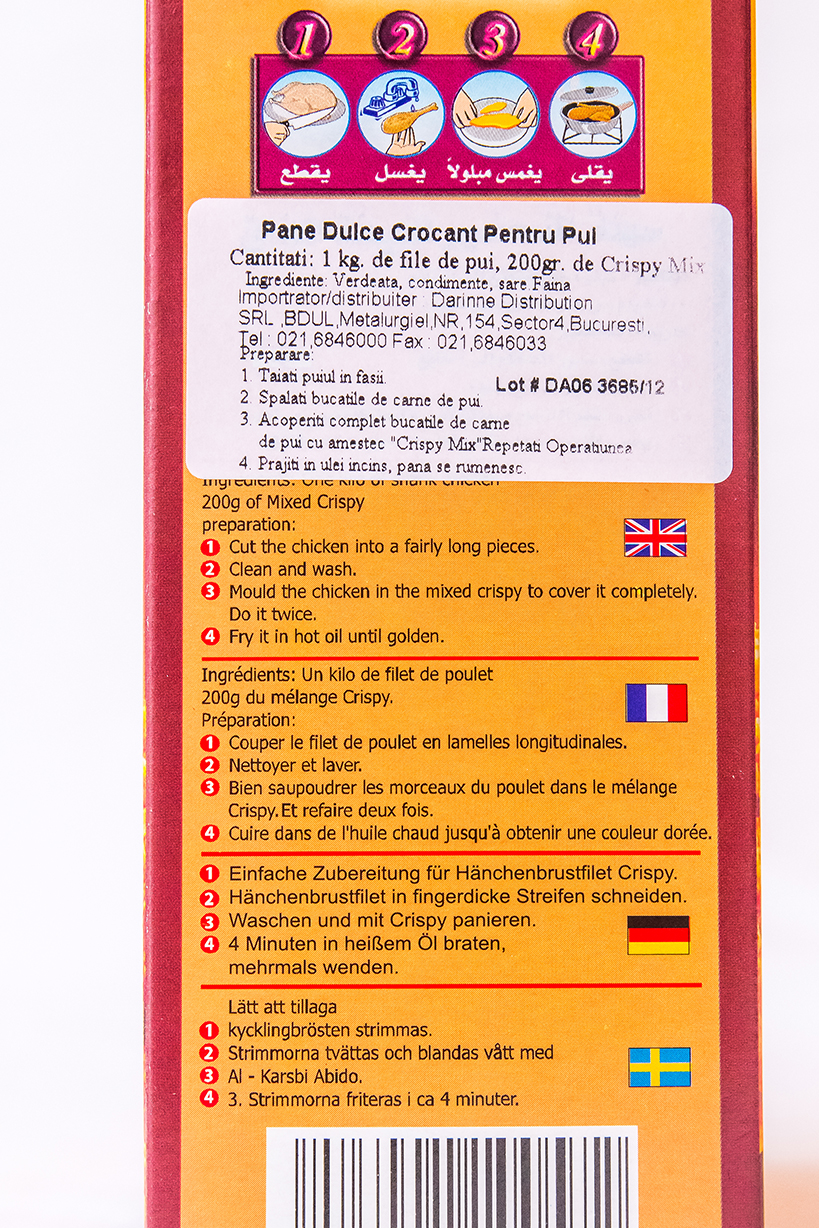 1 2 3 4
يقطع يغسل يغمس مبلولاً يقلى
Pane Dulce Crocant Pentru Pui
Cantitati: 1 kg. de file de pui, 200gr. de Crispy Mix
Ingrediente: Verdeata, condimente, sare Faina
Importrator/distribuiter : Darinne Distribution
SRL ,BDUL,Metalurgiei,NR,154,Sector4,Bucuresti,
Tel : 021,6846000 Fax : 021,6846033
Preparare:
1. Taiati puiul in fasii.
Lot # DA06 3685/12
2. Spalati bucatile de carne de pui.
3. Acoperiti complet bucatile de carne
de pui cu amestec "Crispy Mix"Repetati Operatiunea
4. Prajiti in ulei incins, pana se rumenesc.
Ingredients: One kilo of shank chicken
200g of Mixed Crispy
preparation:
1 Cut the chicken into a fairly long pieces.
2 Clean and wash.
3 Mould the chicken in the mixed crispy to cover it completely.
Do it twice.
4 Fry it in hot oil until golden.
Ingrédients: Un kilo de filet de poulet
200g du mélange Crispy.
Préparation:
1 Couper le filet de poulet en lamelles longitudinales.
2 Nettoyer et laver.
3 Bien saupoudrer les morceaux du poulet dans le mélange
Crispy.Et refaire deux fois.
4 Cuire dans de l'huile chaud jusqu'à obtenir une couleur dorée.
1 Einfache Zubereitung für Hänchenbrustfilet Crispy.
2 Hänchenbrustfilet in fingerdicke Streifen schneiden.
3 Waschen und mit Crispy panieren.
4 4 Minuten in heißem Öl braten,
mehrmals wenden.
Lätt att tillaga
1 kycklingbrösten strimmas.
2 Strimmorna tvättas och blandas vått med
3 Al - Karsbi Abido.
4 3. Strimmorna friteras i ca 4 minuter.